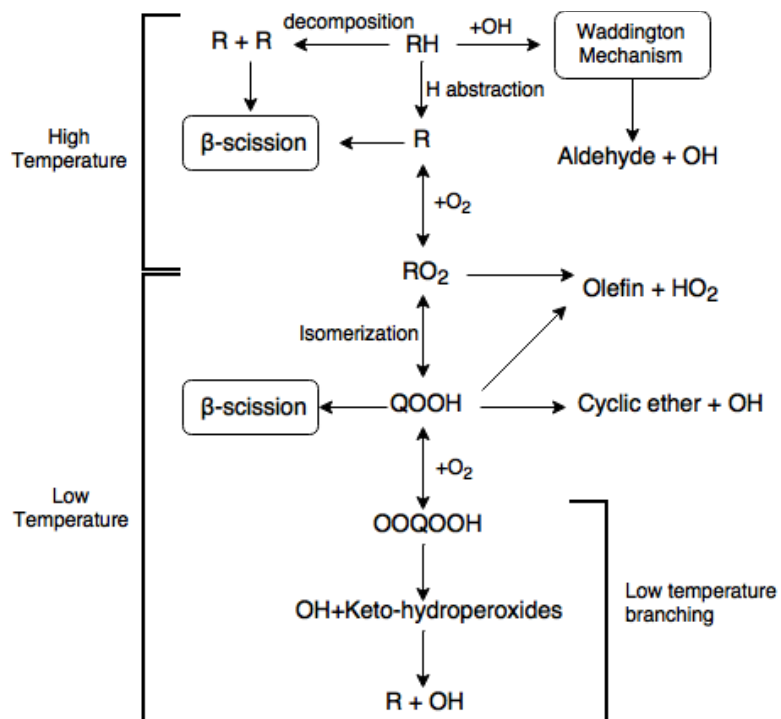 decomposition
R + R
RH
+OH
Waddington
Mechanism
H abstraction
High
Temperature
β-scission
R
Aldehyde + OH
+O₂
RO₂
Olefin + HO₂
Isomerization
β-scission
QOOH
Cyclic ether + OH
+O₂
Low
Temperature
OOQOOH
Low temperature
branching
OH+Keto-hydroperoxides
R + OH